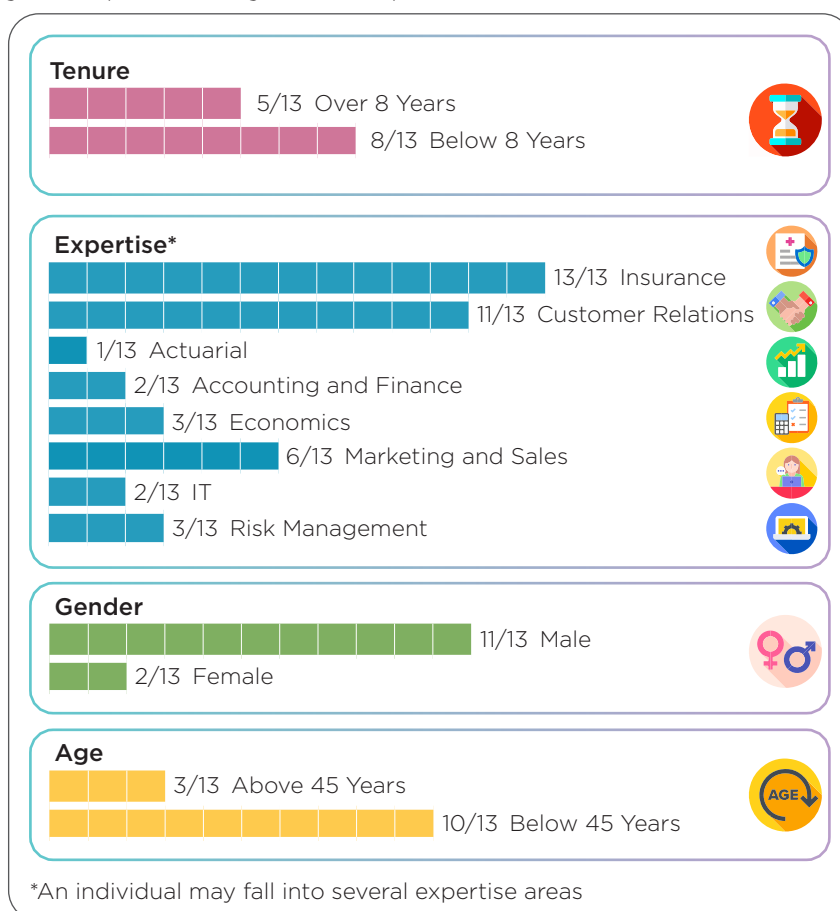 Tenure
5/13 Over 8 Years
8/13 Below 8 Years
Expertise*
13/13 Insurance
11/13 Customer Relations
1/13 Actuarial
2/13 Accounting and Finance
3/13 Economics
6/13 Marketing and Sales
2/13 IT
3/13 Risk Management
Gender
11/13 Male
2/13 Female
Age
3/13 Above 45 Years
AGE
10/13 Below 45 Years
*An individual may fall into several expertise areas